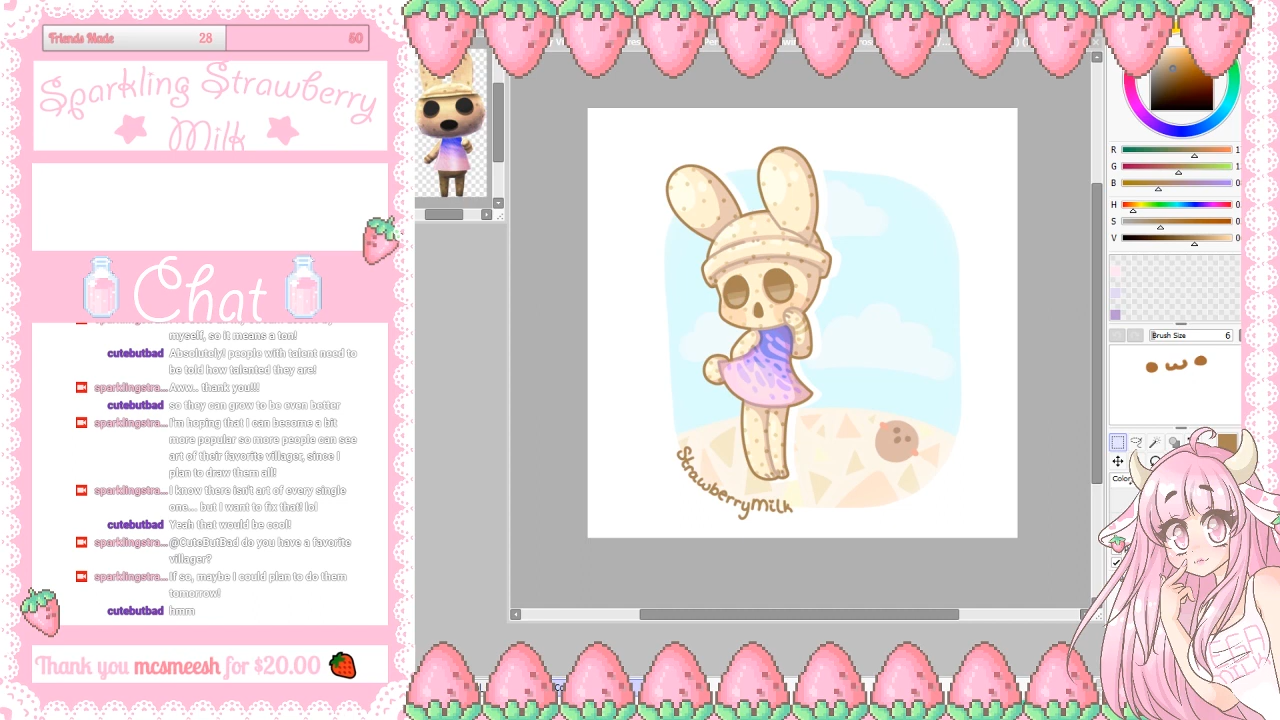 Friends Made 28 60
Sparkling Strawberry
Milk
Chat
myself, so it means a ton!
cutebutbad Absolutely! people with talent need to
be told how talented they are!
sparklingstra... Aww.. thank you!!!
cutebutbad so they can grow to be even better
sparklingstra... I'm hoping that I can become a bit
more popular so more people can see
art of their favorite villager, since I
plan to draw them all!
sparklingstra... I know there isn't art of every single
one... but I want to fix that! lol
cutebutbad Yeah that would be cool!
sparklingstra... @CuteButBad do you have a favorite
villager?
sparklingstra... If so, maybe I could plan to do them
tomorrow!
cutebutbad hmm
Thank you mcsmeesh for $20.00
StrawberryMilk
R
G
B
H
S
V
Brush Size 6
Color